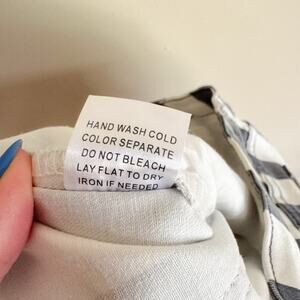 HAND WASH COLD
COLOR SEPARATE
DO NOT BLEACH
LAY FLAT TO DRY
IRON IF NEEDED